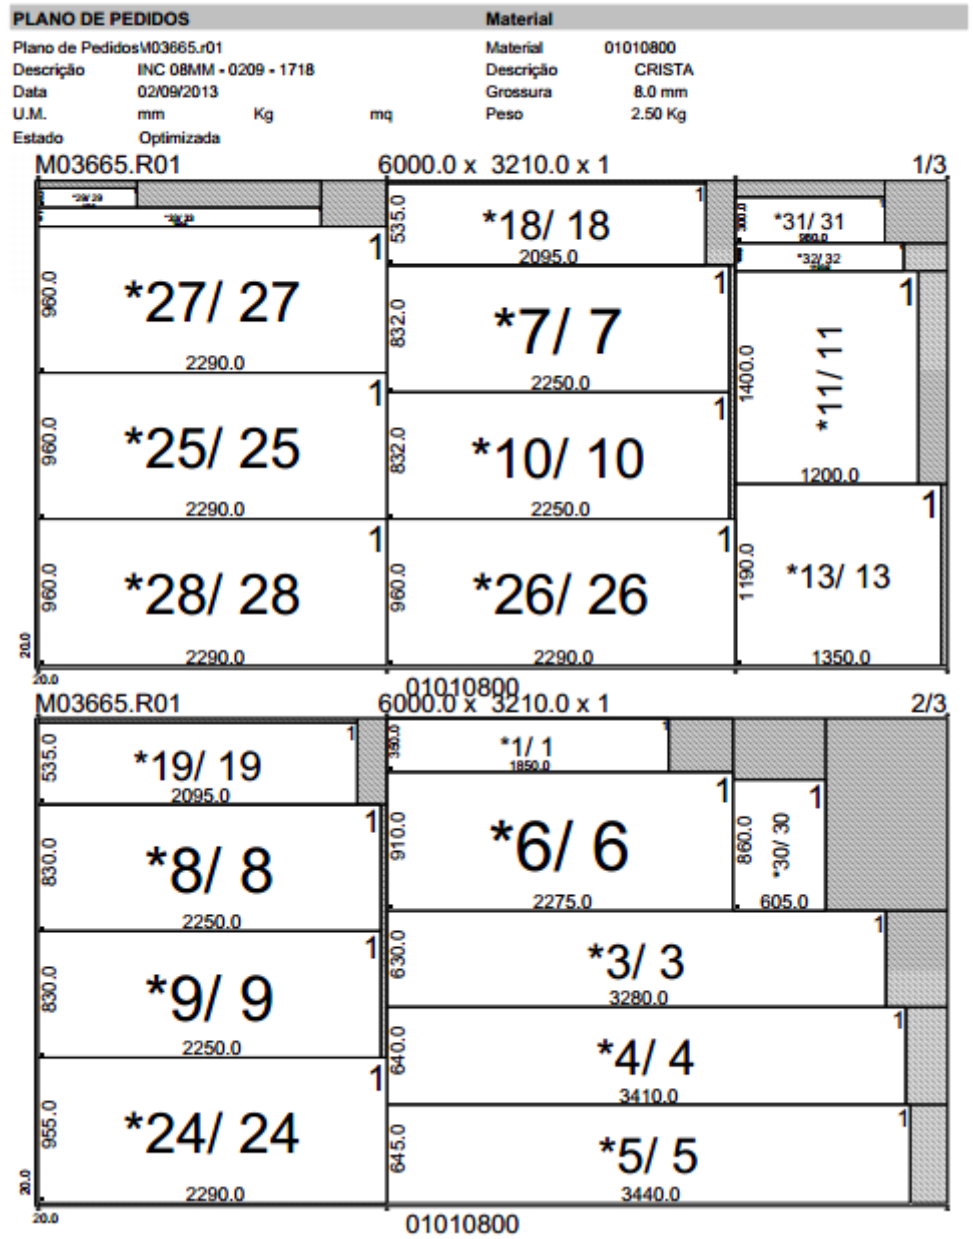 PLANO DE PEDIDOS Material
Plano de Pedidos M03665.r01 Material 01010800
Descrição INC 08MM - 0209 - 1718 Descrição CRISTA
Data 02/09/2013 Grossura 8.0 mm
U.M. mm Kg mq Peso 2.50 Kg
Estado Optimizada
M03665.R01 6000.0 x 3210.0 x 1 1/3
*29/ 29
1
535.0 *18/ 18
2095.0
1
300.0 *31/ 31
980.0
1
*32/ 32
1
960.0 *27/ 27
2290.0
1
832.0 *7/ 7
2250.0
1
1400.0 *11/ 11
1200.0
1
960.0 *25/ 25
2290.0
1
832.0 *10/ 10
2250.0
1
1190.0 *13/ 13
1350.0
1
960.0 *28/ 28
2290.0
1
960.0 *26/ 26
2290.0
20.0
20.0
01010800
M03665.R01 6000.0 x 3210.0 x 1 2/3
1
535.0 *19/ 19
2095.0
1
350.0 *1/ 1
1850.0
1
830.0 *8/ 8
2250.0
1
910.0 *6/ 6
2275.0
1
860.0 *30/ 30
605.0
1
830.0 *9/ 9
2250.0
1
630.0 *3/ 3
3280.0
1
640.0 *4/ 4
3410.0
1
955.0 *24/ 24
2290.0
1
645.0 *5/ 5
3440.0
20.0
20.0
01010800